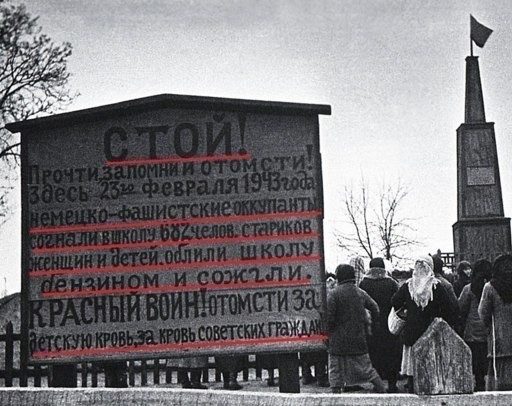 СТОЙ!
Прочти, запомни и отомсти!
Здесь 23го февраля 1943 года
немецко-фашистские оккупанты
согнали в школу 682 челов. стариков
женщин и детей. облили школу
бензином и сожгли.
КРАСНЫЙ ВОИН! отомсти за
детскую кровь, за кровь советских граждан.